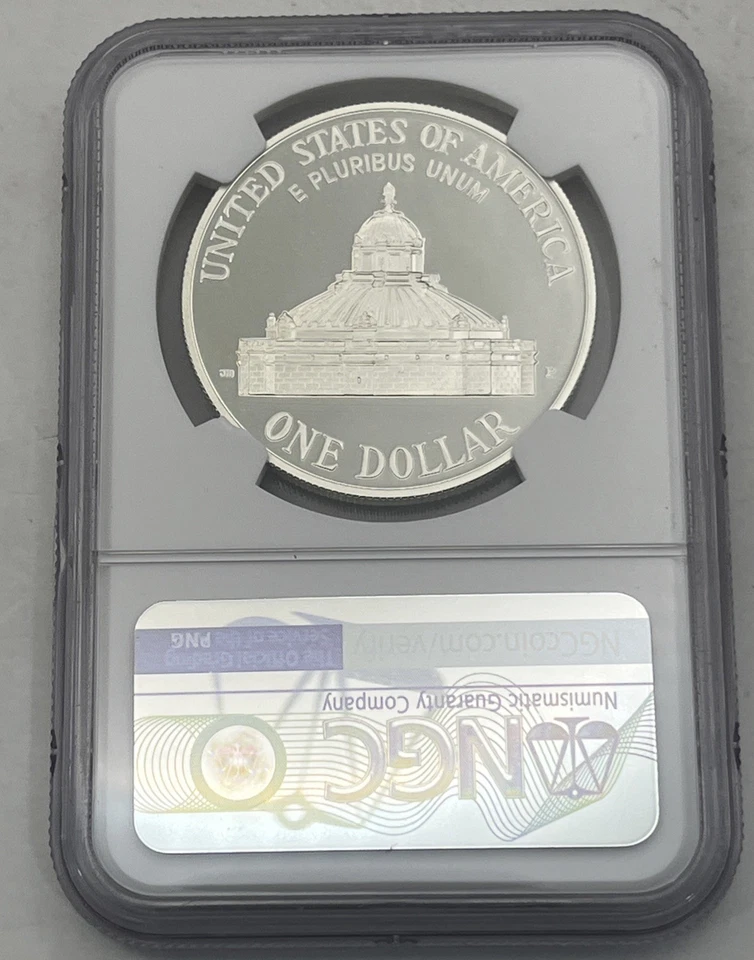 UNITED STATES OF AMERICA
E PLURIBUS UNUM
ONE DOLLAR
NGC
Numismatic Guaranty Company
NGCcoin.com/verify
The Official Grading
Service of the PNG